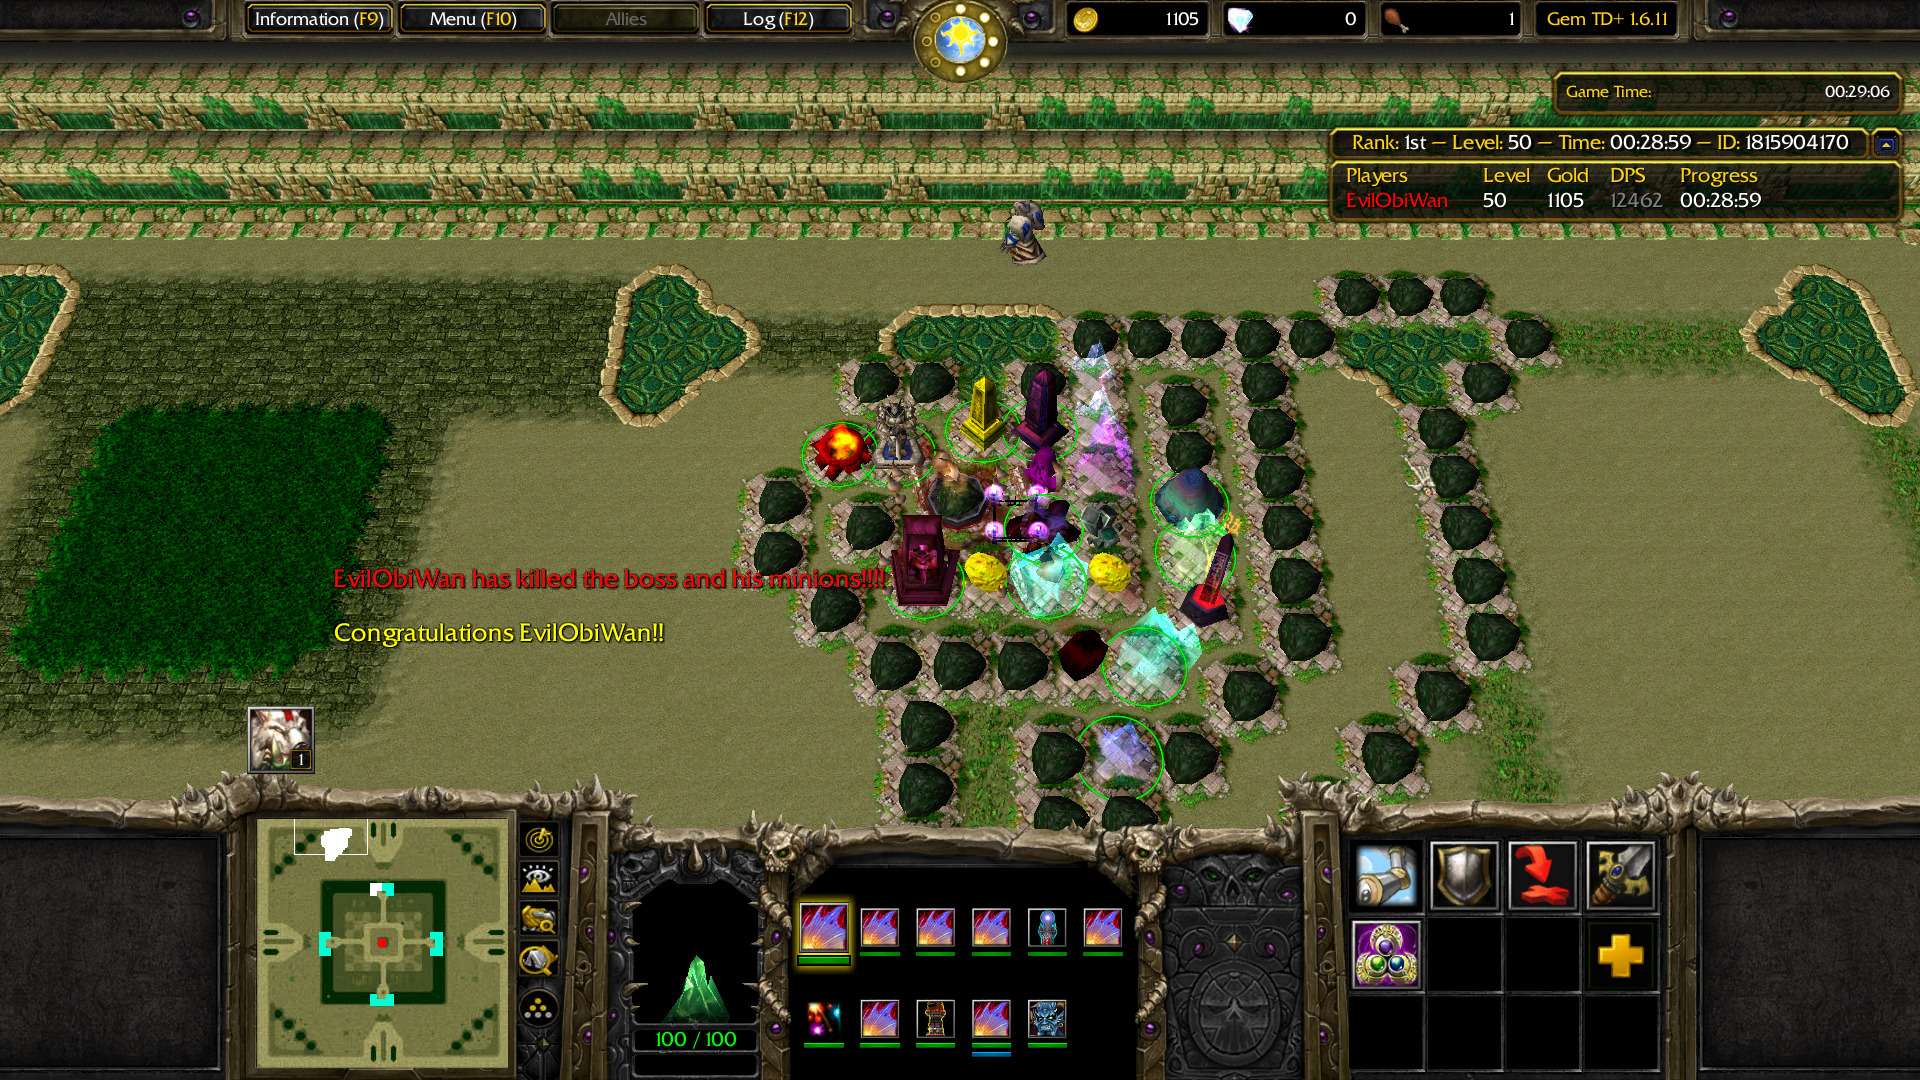 Information (F9)
Menu (F10)
Allies
Log (F12)
1105
0
1
Gem TD+ 1.6.11
Game Time: 00:29:06
Rank: 1st — Level: 50 — Time: 00:28:59 — ID: 1815904170
Players Level Gold DPS Progress
EvilObiWan 50 1105 12462 00:28:59
EvilObiWan has killed the boss and his minions!!!!
Congratulations EvilObiWan!!
1
100 / 100